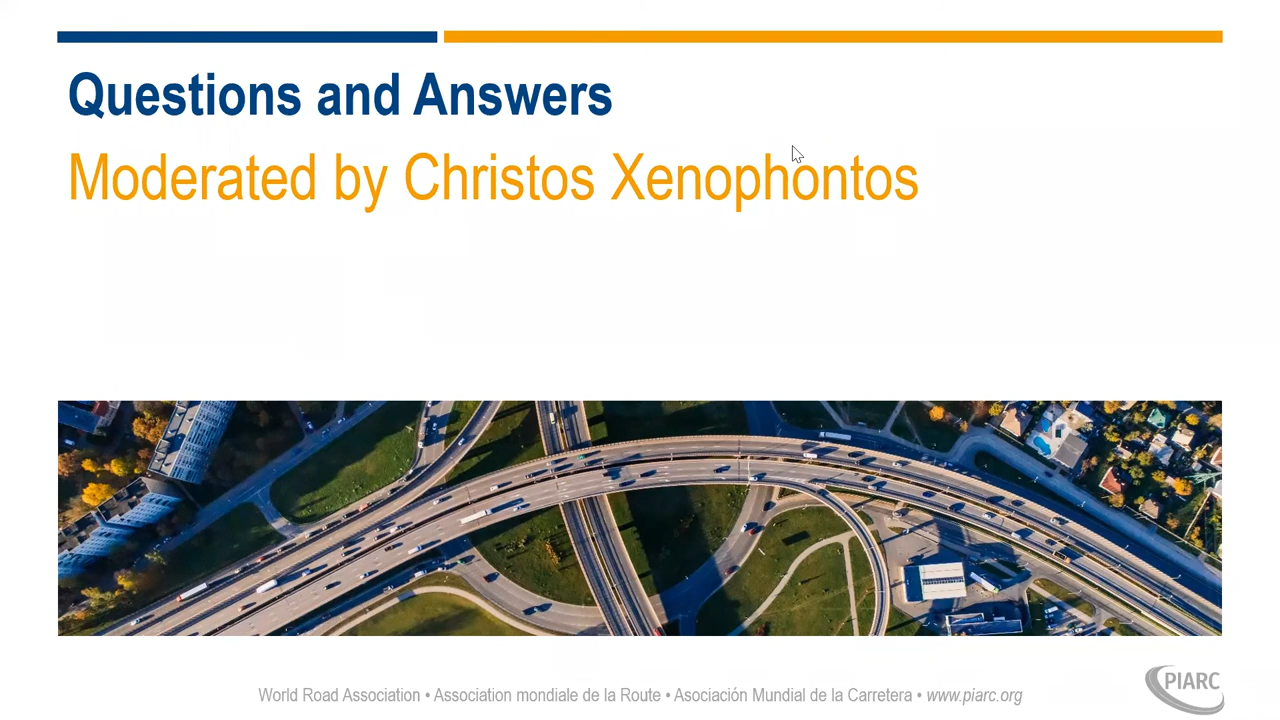 Questions and Answers
Moderated by Christos Xenophontos
World Road Association • Association mondiale de la Route • Asociación Mundial de la Carretera • www.piarc.org
PIARC